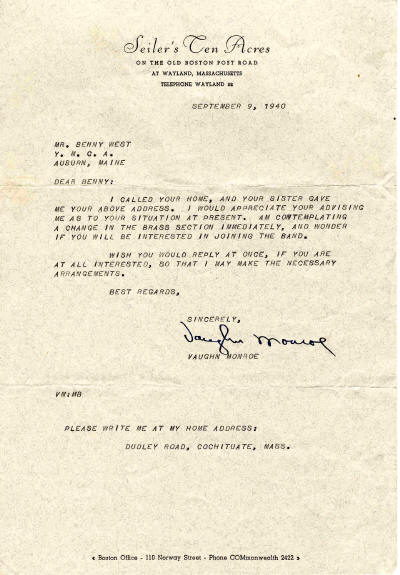 Seiler's Ten Acres
ON THE OLD BOSTON POST ROAD
AT WAYLAND, MASSACHUSETTS
TELEPHONE WAYLAND
SEPTEMBER 9, 1940
MR. BENNY WEST
Y. M. C. A.
AUBURN, MAINE
DEAR BENNY:
I CALLED YOUR HOME, AND YOUR SISTER GAVE
ME YOUR ABOVE ADDRESS. I WOULD APPRECIATE YOUR ADVISING
ME AS TO YOUR SITUATION AT PRESENT. AM CONTEMPLATING
A CHANGE IN THE BRASS SECTION IMMEDIATELY, AND WONDER
IF YOU WILL BE INTERESTED IN JOINING THE BAND.
WISH YOU WOULD REPLY AT ONCE, IF YOU ARE
AT ALL INTERESTED, SO THAT I MAY MAKE THE NECESSARY
ARRANGEMENTS.
BEST REGARDS,
SINCERELY,
Vaughn Monroe
VAUGHN MONROE
VM:MB
PLEASE WRITE ME AT MY HOME ADDRESS:
DUDLEY ROAD, COCHITUATE, MASS.
Boston Office - 110 Norway Street - Phone COMmonwealth 2422